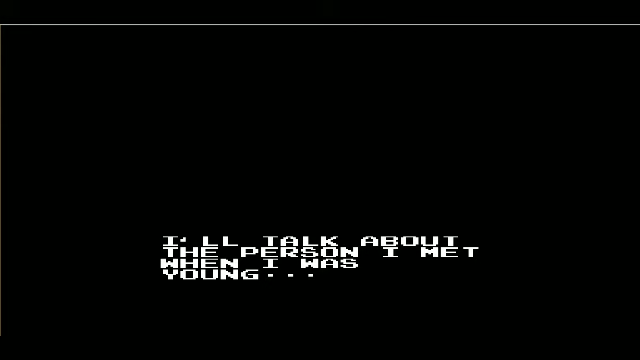 I'LL TALK ABOUT
THE PERSON I MET
WHEN I WAS
YOUNG...